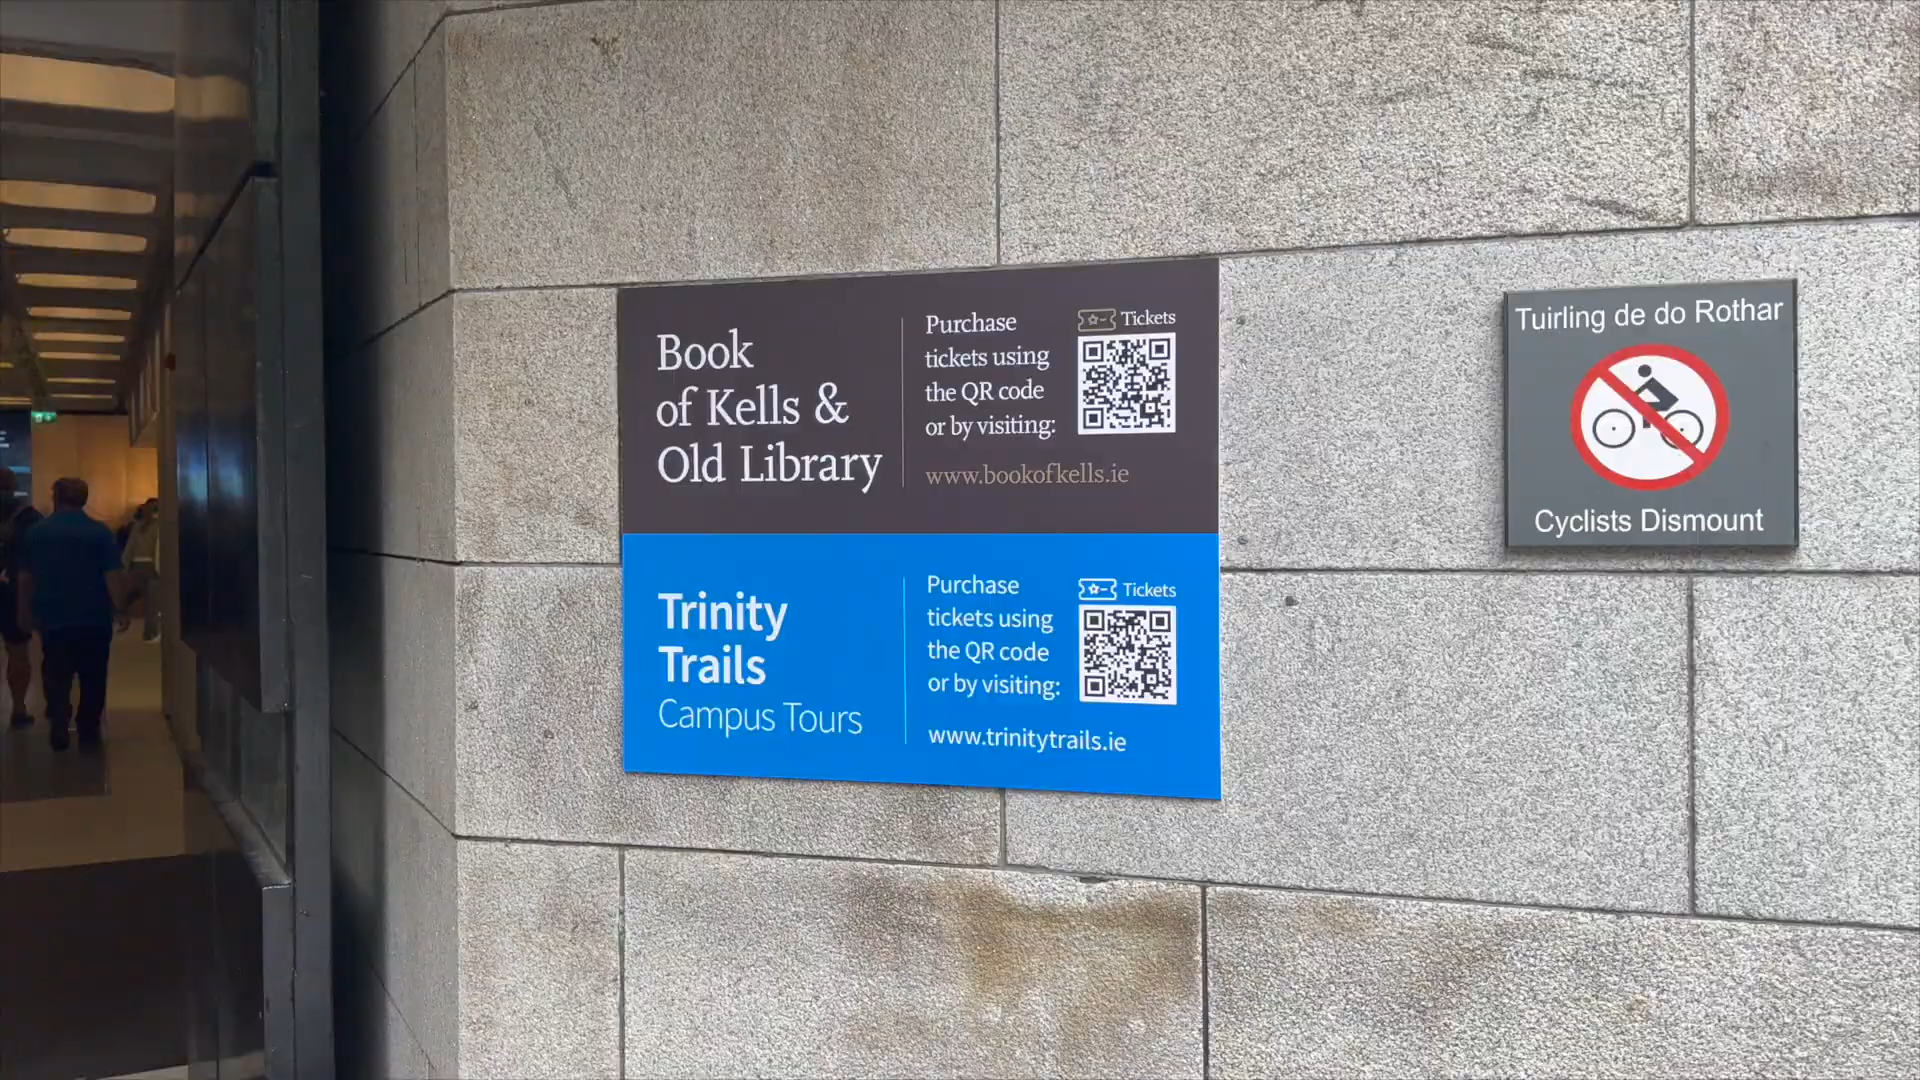 Book
of Kells &
Old Library
Purchase
tickets using
the QR code
or by visiting:
www.bookofkells.ie
Tickets
Trinity
Trails
Campus Tours
Purchase
tickets using
the QR code
or by visiting:
www.trinitytrails.ie
Tickets
Tuirling de do Rothar
Cyclists Dismount